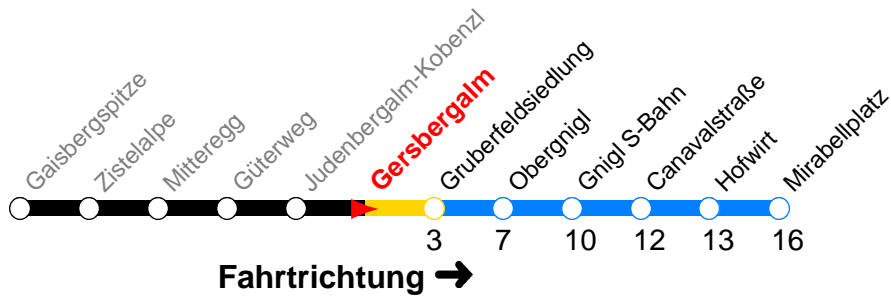 Gaisbergspitze
Zistelalpe
Mitteregg
Güterweg
Judenbergalm-Kobenzl
Gersbergalm
Gruberfeldsiedlung
Obergnigl
Gnigl S-Bahn
Canavalstraße
Hofwirt
Mirabellplatz
3 7 10 12 13 16
Fahrtrichtung